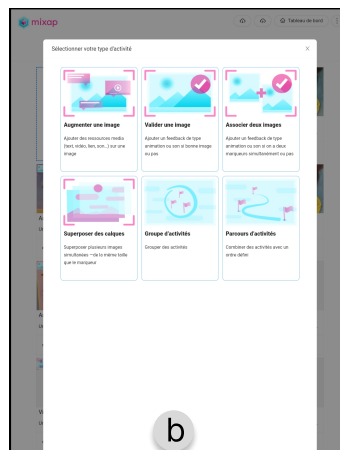 mixap
Tableau de bord
Sélectionner votre type d'activité
X
Augmenter une image
Ajouter des ressources media
(text, vidéo, lien, son...) sur une
image
Valider une image
Ajouter un feedback de type
animation ou son si bonne image
ou pas
Associer deux images
Ajouter un feedback de type
animation ou son si on a deux
marqueurs simultanément ou pas
Superposer des calques
Superposer plusieurs images
simultanées —de la même taille
que le marqueur
Groupe d'activités
Grouper des activités
Parcours d'activités
Combiner des activités avec un
ordre défini
b